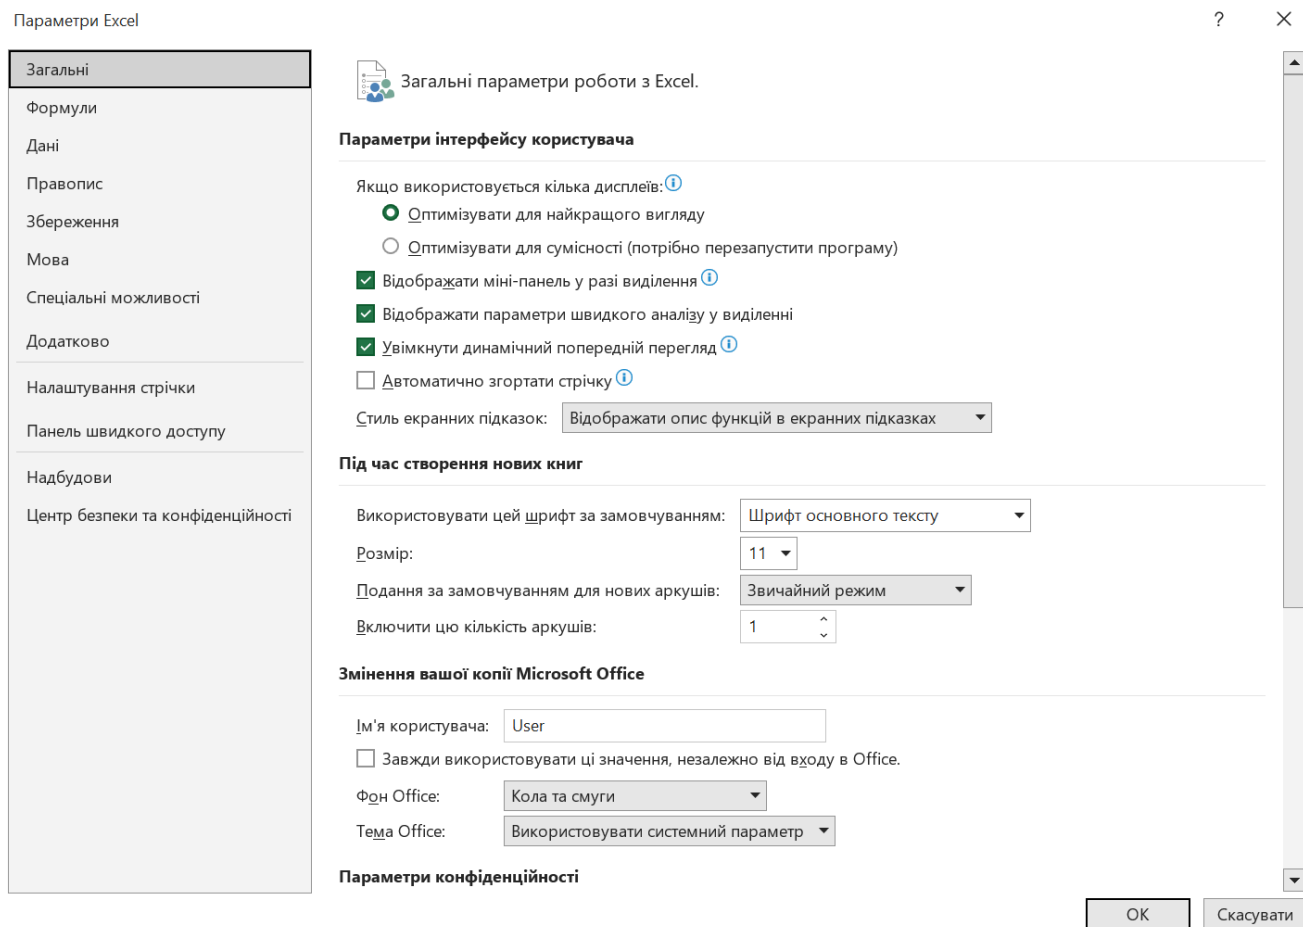 Параметри Excel
?
Загальні
Формули
Дані
Правопис
Збереження
Мова
Спеціальні можливості
Додатково
Налаштування стрічки
Панель швидкого доступу
Надбудови
Центр безпеки та конфіденційності
Загальні параметри роботи з Excel.
Параметри інтерфейсу користувача
Якщо використовується кілька дисплеїв:
Оптимізувати для найкращого вигляду
Оптимізувати для сумісності (потрібно перезапустити програму)
Відображати міні-панель у разі виділення
Відображати параметри швидкого аналізу у виділенні
Увімкнути динамічний попередній перегляд
Автоматично згортати стрічку
Стиль екранних підказок: Відображати опис функцій в екранних підказках
Під час створення нових книг
Використовувати цей шрифт за замовчуванням: Шрифт основного тексту
Розмір: 11
Подання за замовчуванням для нових аркушів: Звичайний режим
Включити цю кількість аркушів: 1
Змінення вашої копії Microsoft Office
Ім'я користувача: User
Завжди використовувати ці значення, незалежно від входу в Office.
Фон Office: Кола та смуги
Тема Office: Використовувати системний параметр
Параметри конфіденційності
ОК Скасувати